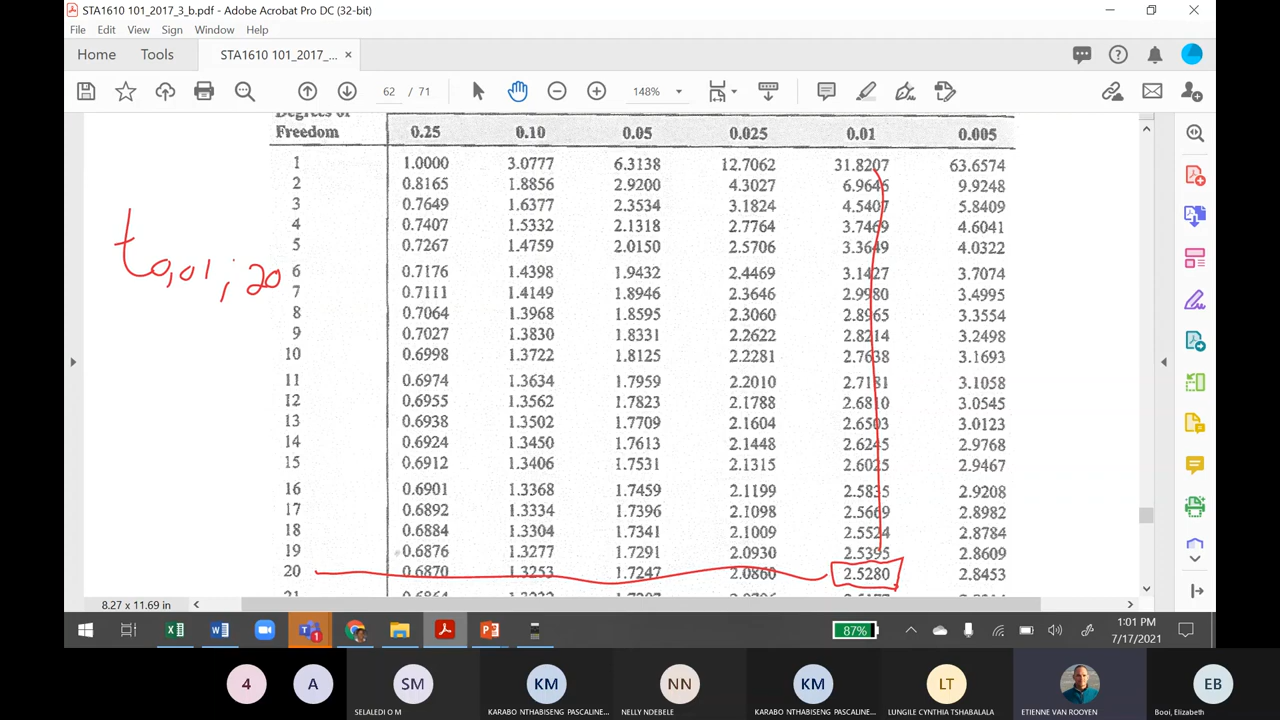 STA1610 101_2017_3_b.pdf - Adobe Acrobat Pro DC (32-bit)
File Edit View Sign Window Help
Home Tools STA1610 101_2017_3_... ×
62 / 71 148%
Degrees of
Freedom 0.25 0.10 0.05 0.025 0.01 0.005
1 1.0000 3.0777 6.3138 12.7062 31.8207 63.6574
2 0.8165 1.8856 2.9200 4.3027 6.9646 9.9248
3 0.7649 1.6377 2.3534 3.1824 4.5407 5.8409
4 0.7407 1.5332 2.1318 2.7764 3.7469 4.6041
5 0.7267 1.4759 2.0150 2.5706 3.3649 4.0322
t0,01 ; 20
6 0.7176 1.4398 1.9432 2.4469 3.1427 3.7074
7 0.7111 1.4149 1.8946 2.3646 2.9980 3.4995
8 0.7064 1.3968 1.8595 2.3060 2.8965 3.3554
9 0.7027 1.3830 1.8331 2.2622 2.8214 3.2498
10 0.6998 1.3722 1.8125 2.2281 2.7638 3.1693
11 0.6974 1.3634 1.7959 2.2010 2.7181 3.1058
12 0.6955 1.3562 1.7823 2.1788 2.6810 3.0545
13 0.6938 1.3502 1.7709 2.1604 2.6503 3.0123
14 0.6924 1.3450 1.7613 2.1448 2.6245 2.9768
15 0.6912 1.3406 1.7531 2.1315 2.6025 2.9467
16 0.6901 1.3368 1.7459 2.1199 2.5835 2.9208
17 0.6892 1.3334 1.7396 2.1098 2.5669 2.8982
18 0.6884 1.3304 1.7341 2.1009 2.5524 2.8784
19 0.6876 1.3277 1.7291 2.0930 2.5395 2.8609
20 0.6870 1.3253 1.7247 2.0860 2.5280 2.8453
8.27 x 11.69 in
87% 1:01 PM
7/17/2021
4 A SM KM NN KM LT EB
SELALEDI O M KARABO NTHABISENG PASCALINE... NELLY NDEBELE KARABO NTHABISENG PASCALINE... LUNGILE CYNTHIA TSHABALALA ETIENNE VAN ROOYEN Booi, Elizabeth